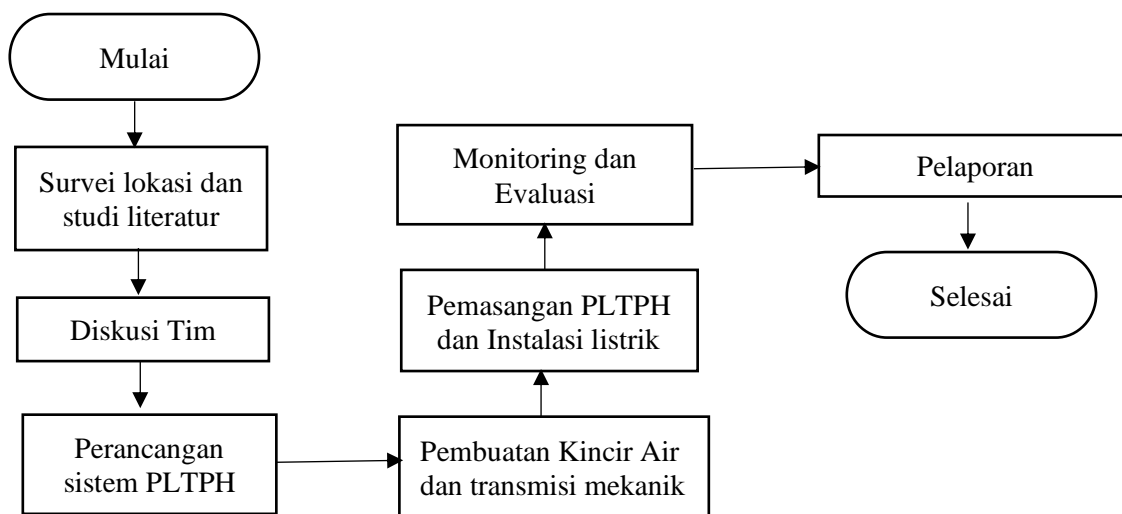 Mulai
Survei lokasi dan
studi literatur
Diskusi Tim
Perancangan
sistem PLTPH
Pembuatan Kincir Air
dan transmisi mekanik
Pemasangan PLTPH
dan Instalasi listrik
Monitoring dan
Evaluasi
Pelaporan
Selesai